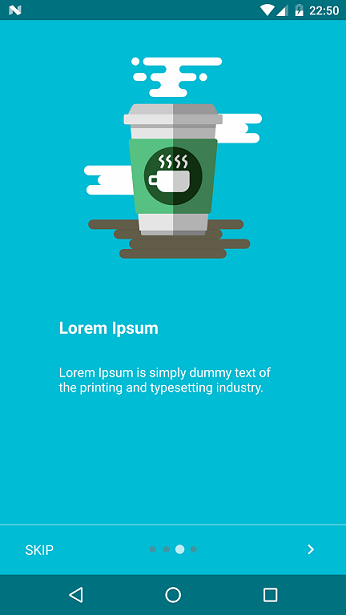 22:50
Lorem Ipsum
Lorem Ipsum is simply dummy text of
the printing and typesetting industry.
SKIP